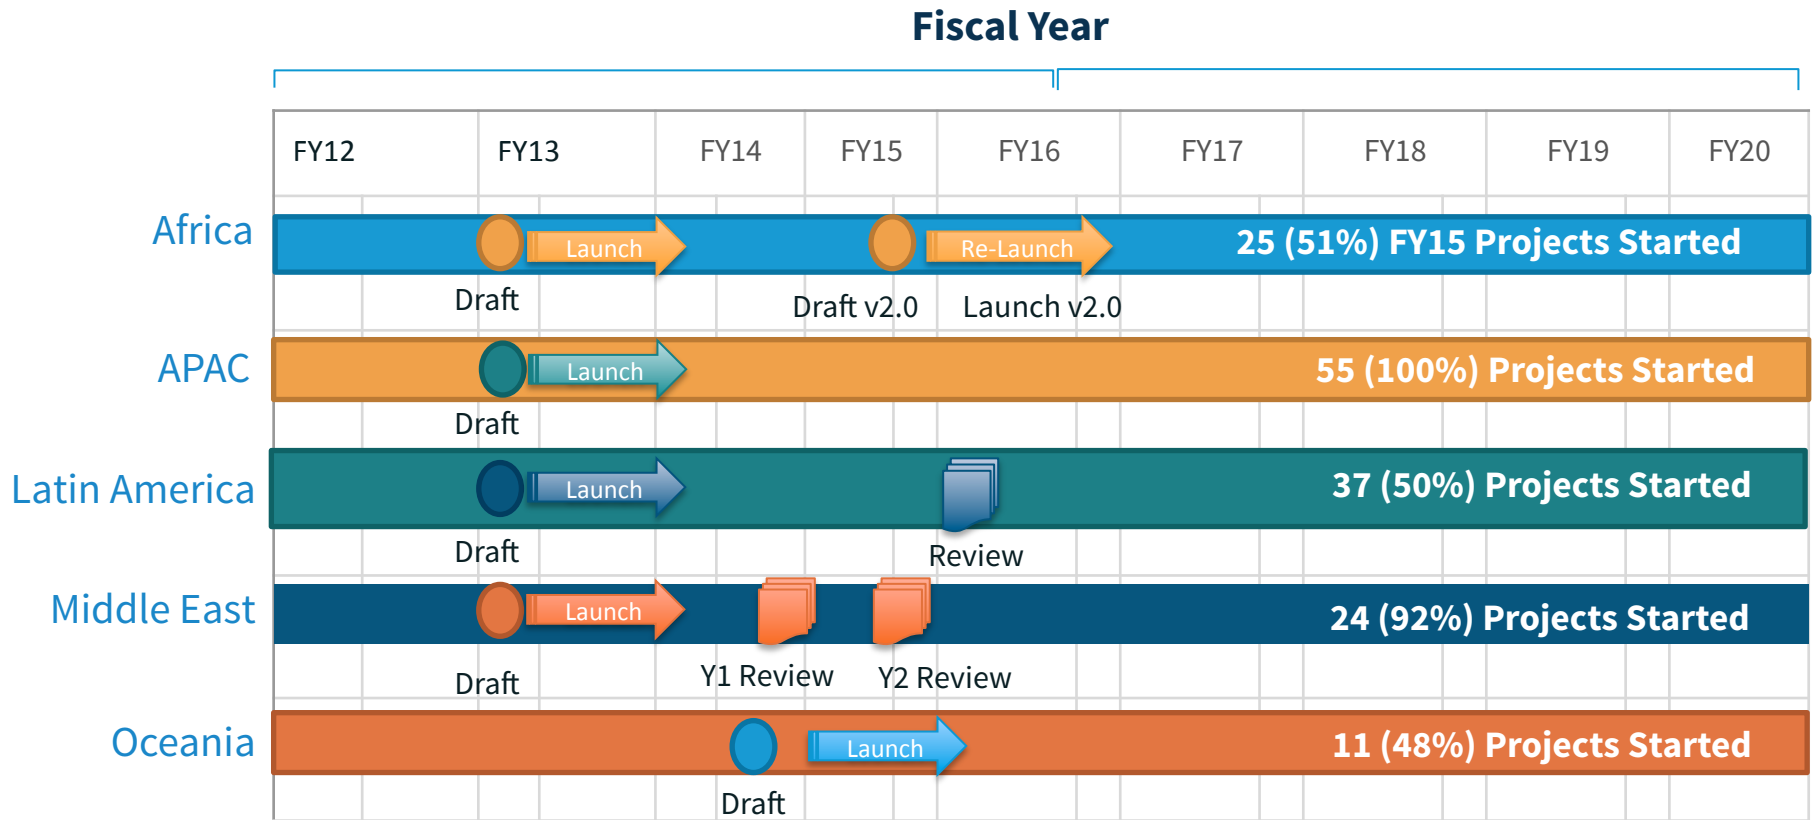 Fiscal Year
FY12 FY13 FY14 FY15 FY16 FY17 FY18 FY19 FY20
Africa Launch Re-Launch 25 (51%) FY15 Projects Started
Draft Draft v2.0 Launch v2.0
APAC Launch 55 (100%) Projects Started
Draft
Latin America Launch 37 (50%) Projects Started
Draft Review
Middle East Launch 24 (92%) Projects Started
Draft Y1 Review Y2 Review
Oceania Launch 11 (48%) Projects Started
Draft